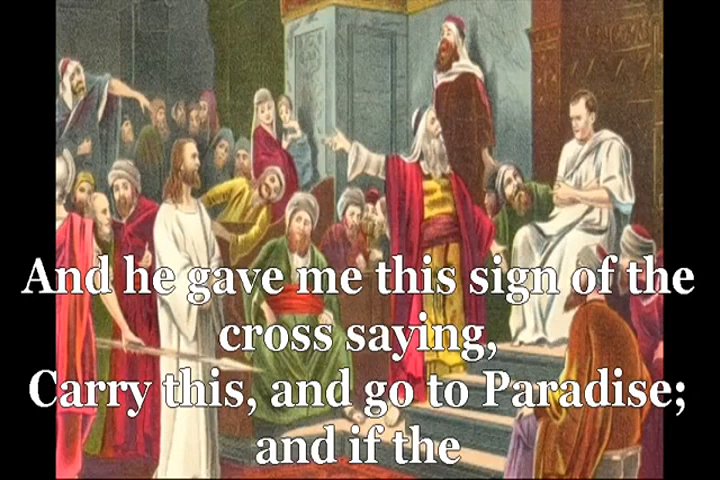 And he gave me this sign of the
cross saying,
Carry this, and go to Paradise;
and if the